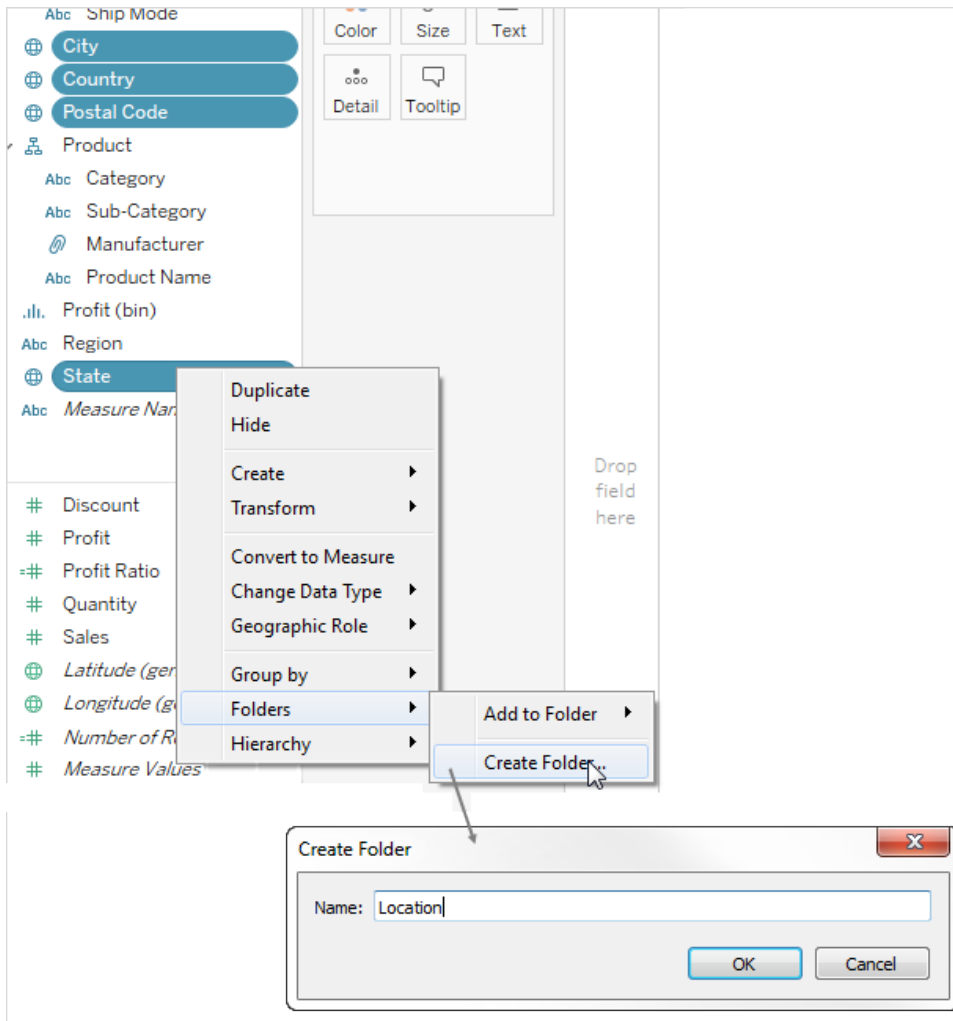 Abc Ship Mode
City
Country
Postal Code
Product
Abc Category
Abc Sub-Category
Manufacturer
Abc Product Name
Profit (bin)
Abc Region
State
Abc Measure Nam
# Discount
# Profit
=# Profit Ratio
# Quantity
# Sales
Latitude (gen
Longitude (g
=# Number of R
# Measure Values
Color
Size
Text
Detail
Tooltip
Drop
field
here
Duplicate
Hide
Create
Transform
Convert to Measure
Change Data Type
Geographic Role
Group by
Folders
Hierarchy
Add to Folder
Create Folder...
Create Folder
Name: Location
OK
Cancel